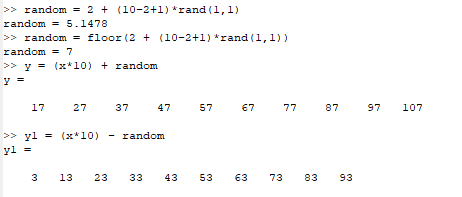 >> random = 2 + (10-2+1)*rand(1,1)
random = 5.1478
>> random = floor(2 + (10-2+1)*rand(1,1))
random = 7
>> y = (x*10) + random
y =
17 27 37 47 57 67 77 87 97 107
>> y1 = (x*10) - random
y1 =
3 13 23 33 43 53 63 73 83 93